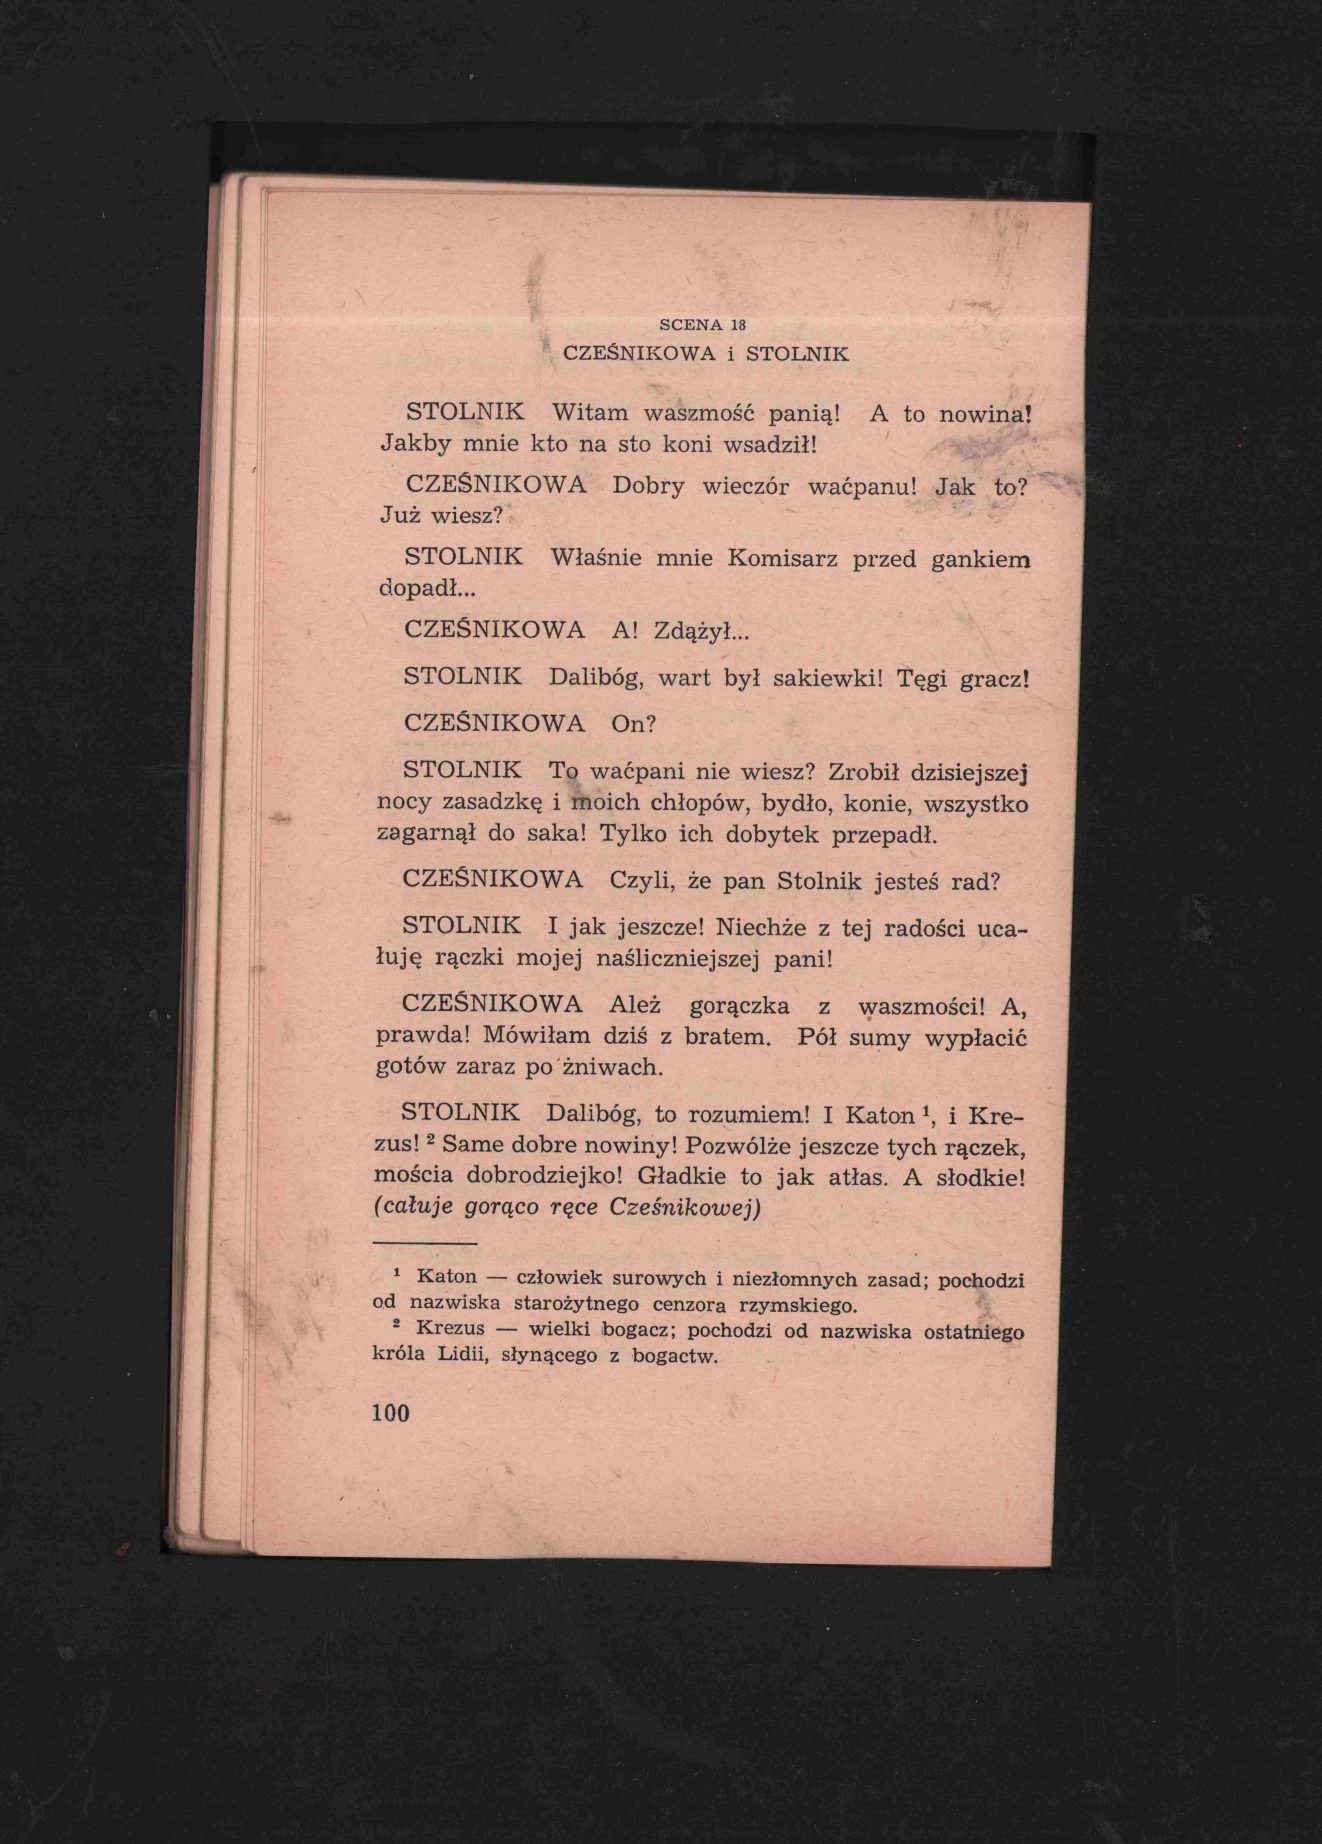 SCENA 18
CZEŚNIKOWA i STOLNIK
STOLNIK Witam waszmość panią! A to nowina!
Jakby mnie kto na sto koni wsadził!
CZEŚNIKOWA Dobry wieczór waćpanu! Jak to?
Już wiesz?
STOLNIK Właśnie mnie Komisarz przed gankiem
dopadł...
CZEŚNIKOWA A! Zdążył...
STOLNIK Dalibóg, wart był sakiewki! Tęgi gracz!
CZEŚNIKOWA On?
STOLNIK To waćpani nie wiesz? Zrobił dzisiejszej
nocy zasadzkę i moich chłopów, bydło, konie, wszystko
zagarnął do saka! Tylko ich dobytek przepadł.
CZEŚNIKOWA Czyli, że pan Stolnik jesteś rad?
STOLNIK I jak jeszcze! Niechże z tej radości uca-
łuję rączki mojej naśliczniejszej pani!
CZEŚNIKOWA Ależ gorączka z waszmości! A,
prawda! Mówiłam dziś z bratem. Pół sumy wypłacić
gotów zaraz po żniwach.
STOLNIK Dalibóg, to rozumiem! I Katon ¹, i Kre-
zus! ² Same dobre nowiny! Pozwólże jeszcze tych rączek,
mościa dobrodziejko! Gładkie to jak atłas. A słodkie!
(całuje gorąco ręce Cześnikowej)
¹ Katon — człowiek surowych i niezłomnych zasad; pochodzi
od nazwiska starożytnego cenzora rzymskiego.
² Krezus — wielki bogacz; pochodzi od nazwiska ostatniego
króla Lidii, słynącego z bogactw.
100